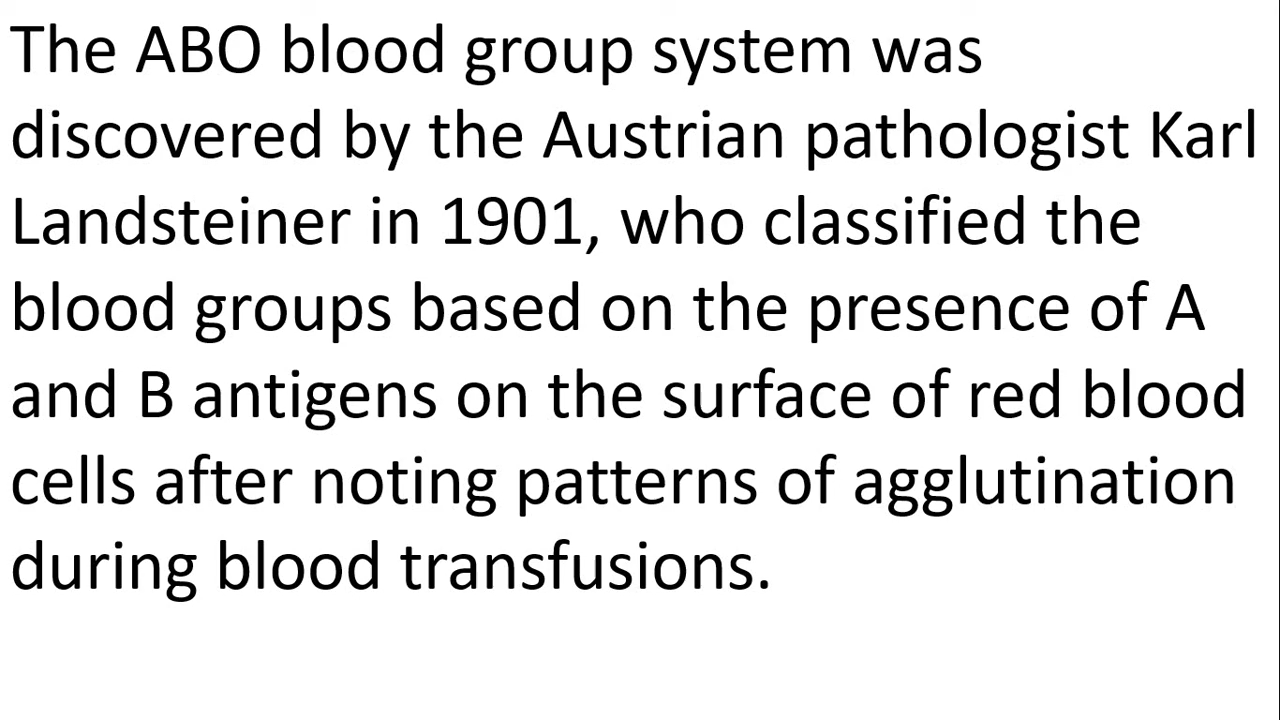 The ABO blood group system was
discovered by the Austrian pathologist Karl
Landsteiner in 1901, who classified the
blood groups based on the presence of A
and B antigens on the surface of red blood
cells after noting patterns of agglutination
during blood transfusions.